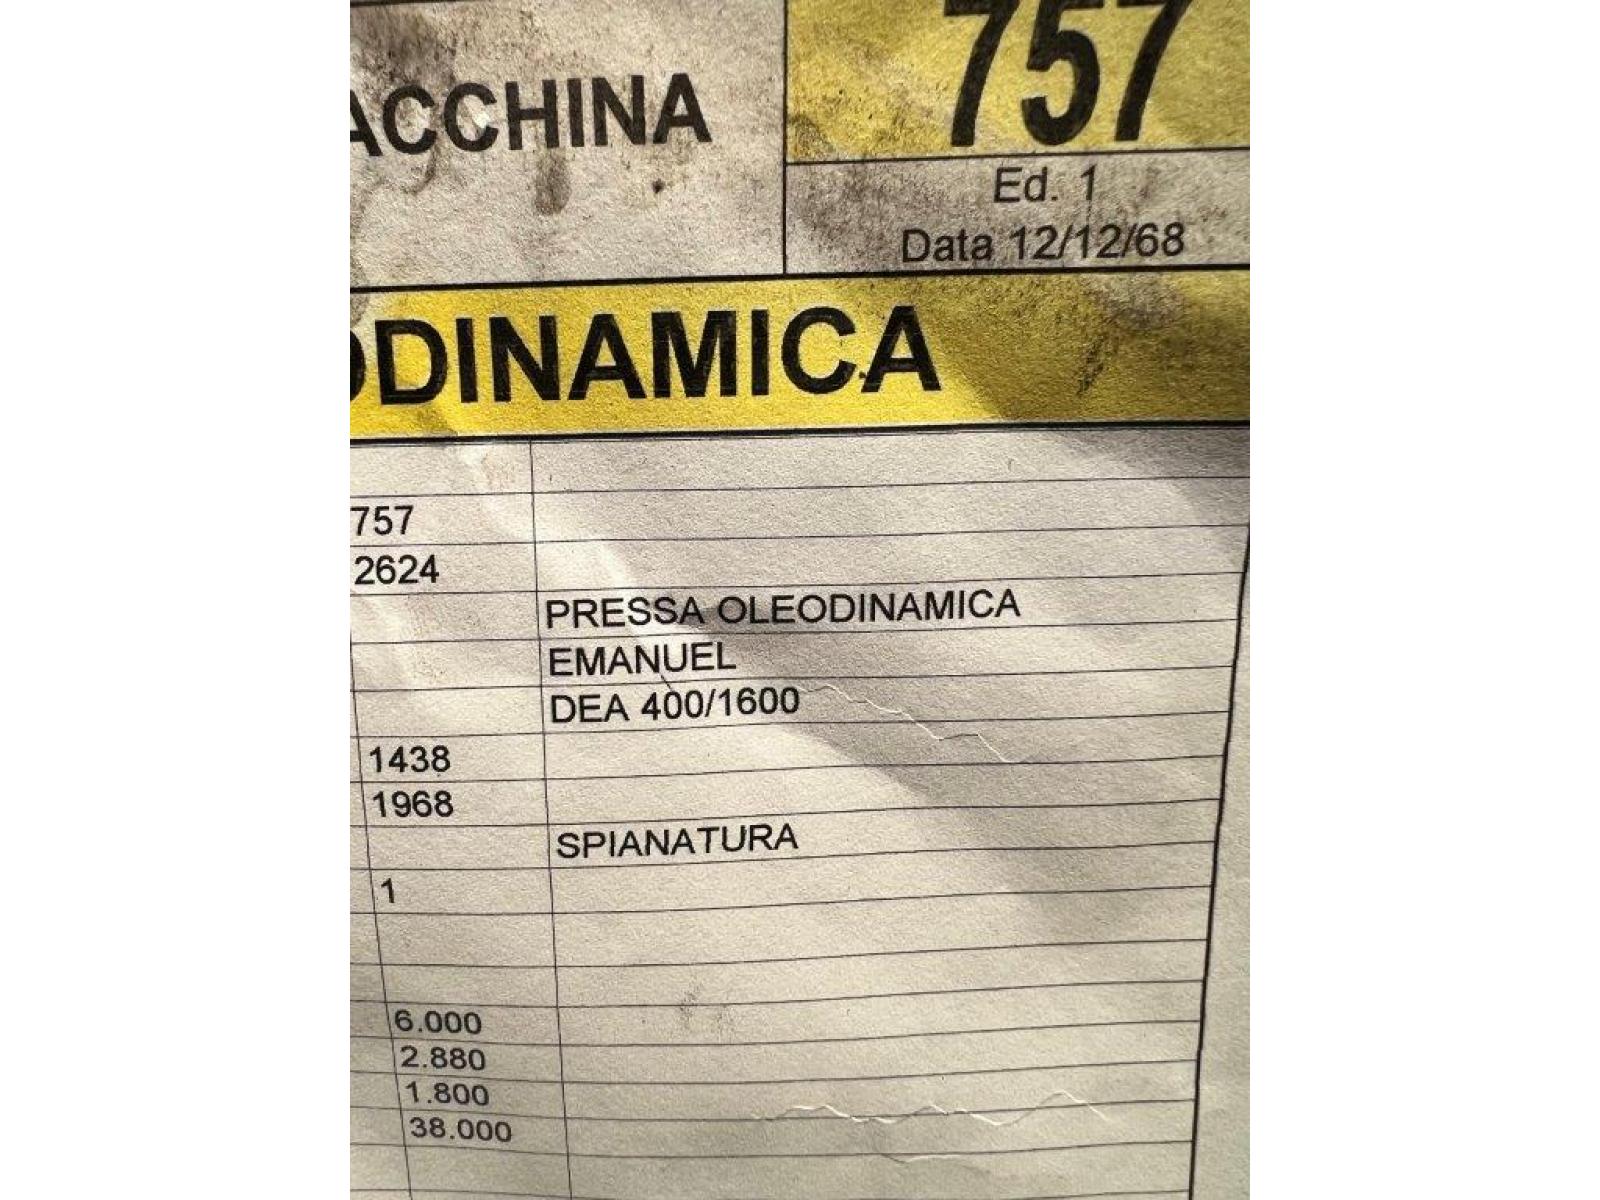 ACCHINA
757
Ed. 1
Data 12/12/68
ODINAMICA
757
2624
PRESSA OLEODINAMICA
EMANUEL
DEA 400/1600
1438
1968
SPIANATURA
1
6.000
2.880
1.800
38.000